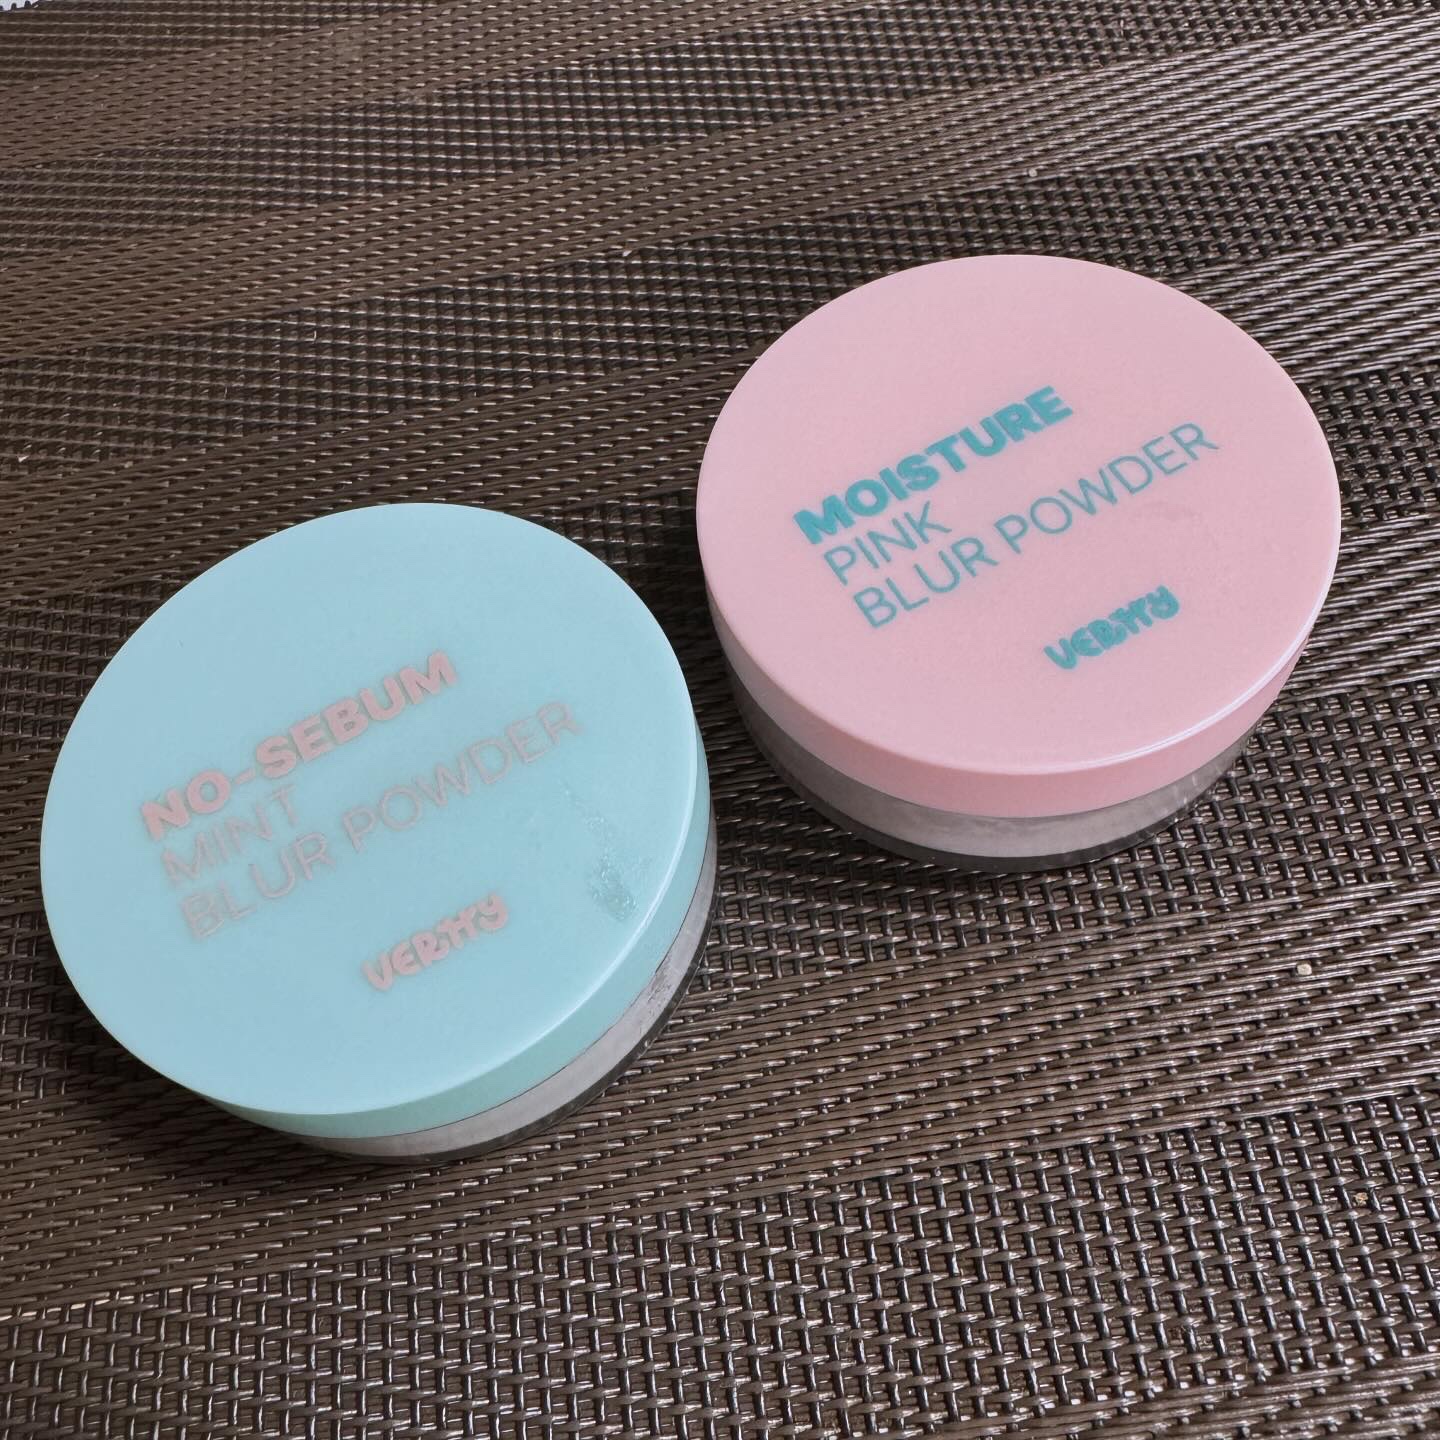 NO-SEBUM
MINT
BLUR POWDER
VERTTY
MOISTURE
PINK
BLUR POWDER
VERTTY